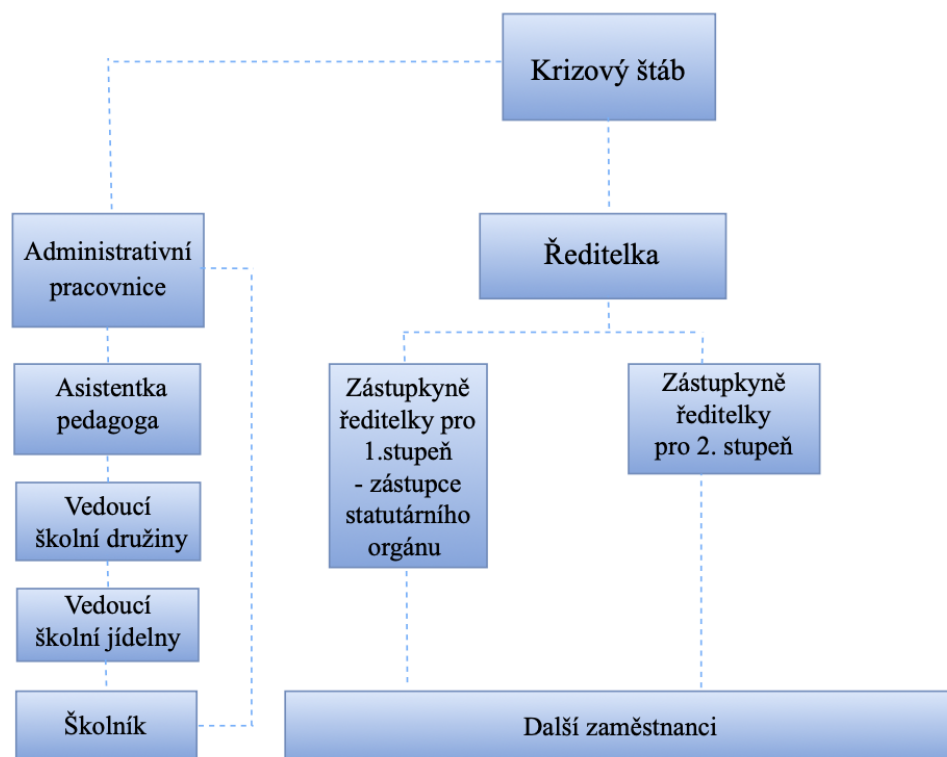 Krizový štáb
Administrativní
pracovnice
Ředitelka
Asistentka
pedagoga
Zástupkyně
ředitelky pro
1.stupeň
- zástupce
statutárního
orgánu
Zástupkyně
ředitelky
pro 2. stupeň
Vedoucí
školní družiny
Vedoucí
školní jídelny
Školník
Další zaměstnanci